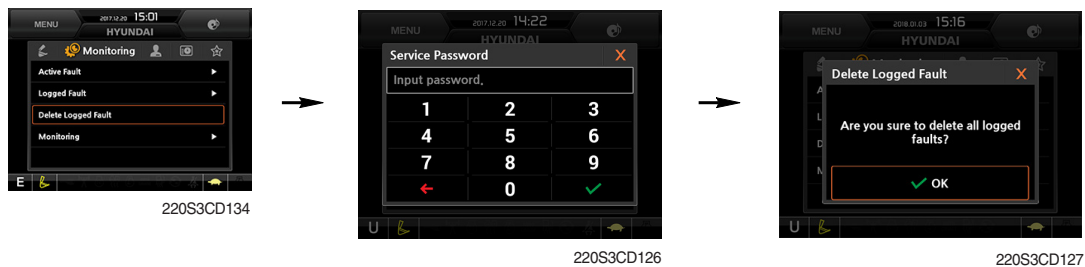 MENU
2017.12.20 15:01
HYUNDAI
Monitoring
Active Fault
Logged Fault
Delete Logged Fault
Monitoring
E
220S3CD134
MENU
2017.12.20 14:22
HYUNDAI
Service Password X
Input password.
1 2 3
4 5 6
7 8 9
0
U
220S3CD126
MENU
2018.01.03 15:16
HYUNDAI
Delete Logged Fault X
Are you sure to delete all logged
faults?
OK
U
220S3CD127